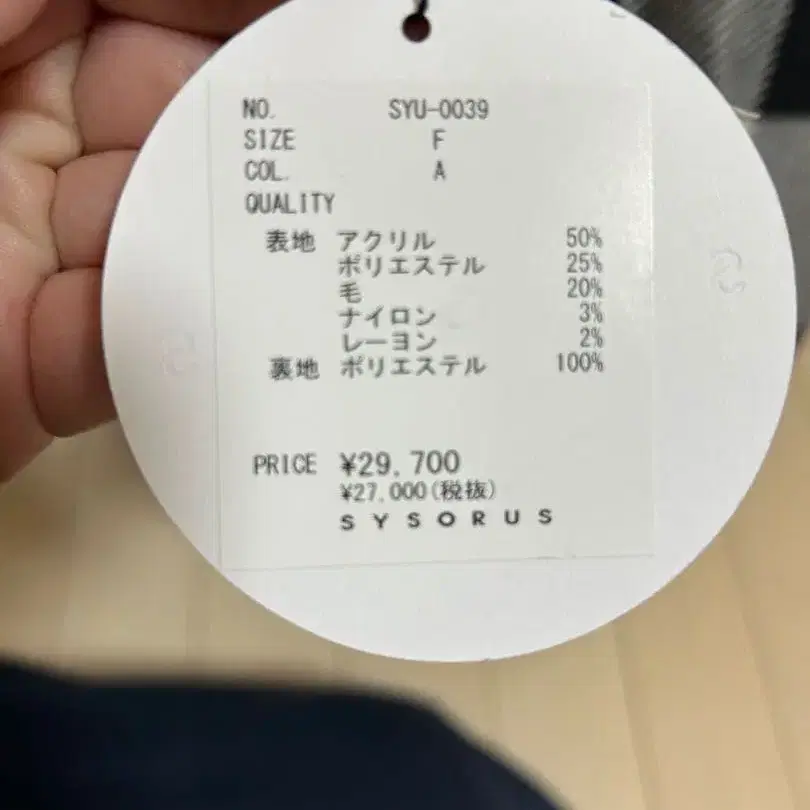 NO. SYU-0039
SIZE F
COL. A
QUALITY
表地 アクリル 50%
ポリエステル 25%
毛 20%
ナイロン 3%
レーヨン 2%
裏地 ポリエステル 100%
PRICE ¥29,700
¥27,000(税抜)
SYSORUS